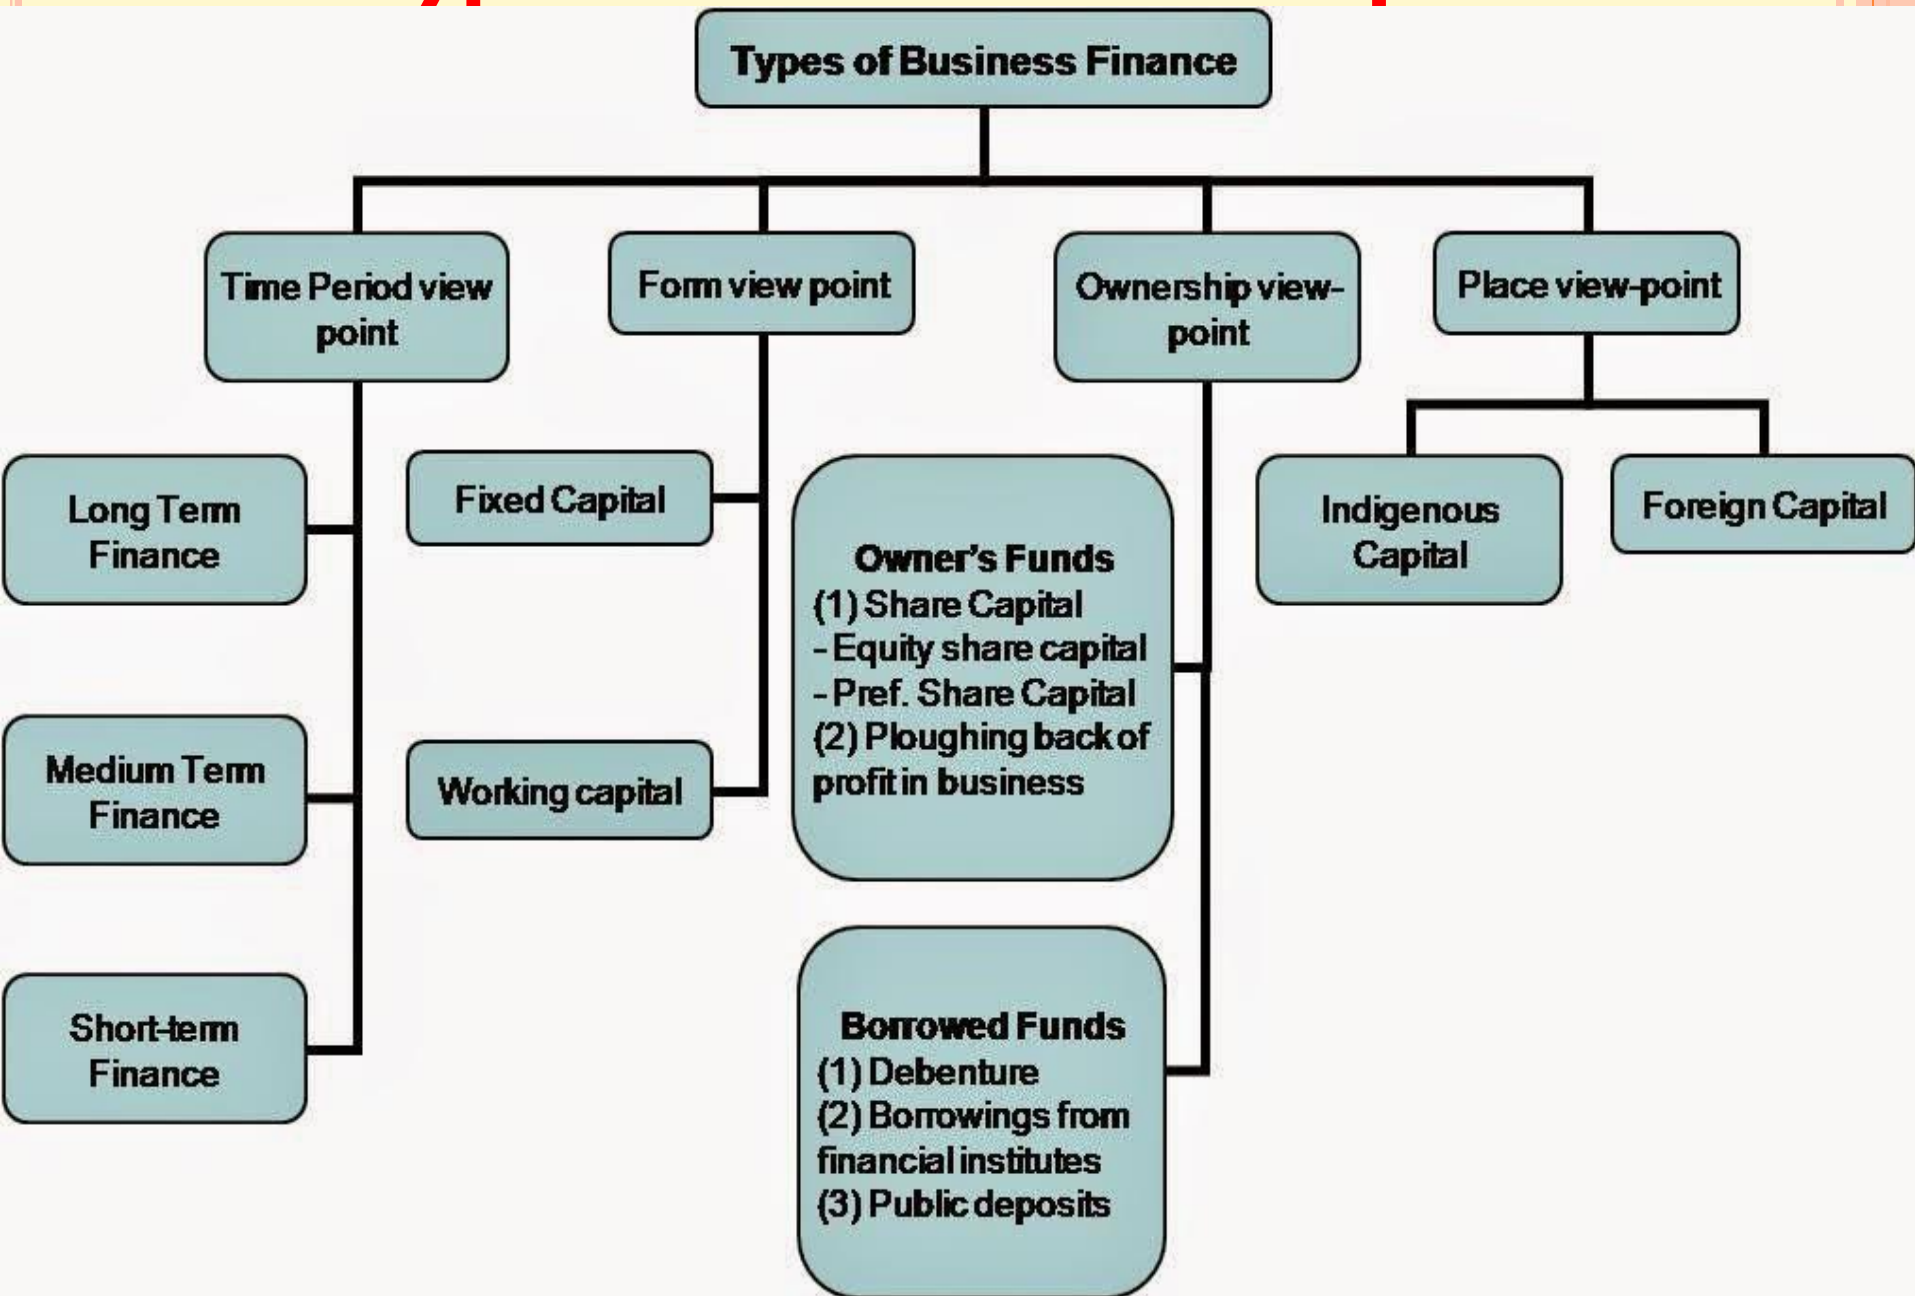 Types of Business Finance
Time Period view
point
Form view point
Ownership view-
point
Place view-point
Long Term
Finance
Medium Term
Finance
Short-term
Finance
Fixed Capital
Working capital
Owner's Funds
(1) Share Capital
- Equity share capital
- Pref. Share Capital
(2) Ploughing back of
profit in business
Borrowed Funds
(1) Debenture
(2) Borrowings from
financial institutes
(3) Public deposits
Indigenous
Capital
Foreign Capital